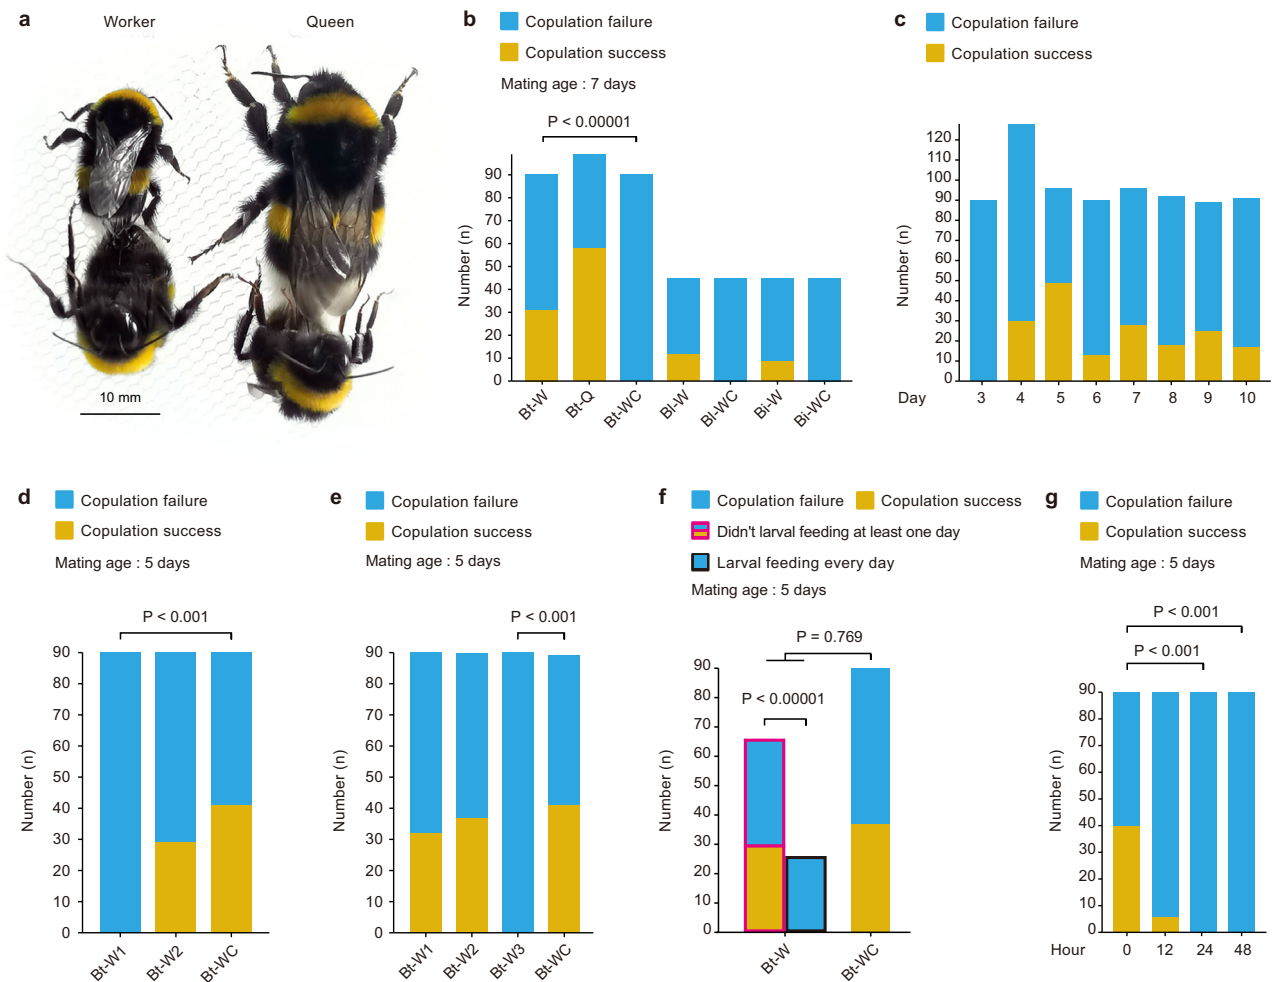 a
Worker
Queen
10 mm
b
Copulation failure
Copulation success
Mating age : 7 days
P < 0.00001
Number (n)
90
80
70
60
50
40
30
20
10
0
Bt-W
Bt-Q
Bt-WC
Bl-W
Bl-WC
Bi-W
Bi-WC
c
Copulation failure
Copulation success
Number (n)
120
110
100
90
80
70
60
50
40
30
20
10
0
Day
3 4 5 6 7 8 9 10
d
Copulation failure
Copulation success
Mating age : 5 days
P < 0.001
Number (n)
90
80
70
60
50
40
30
20
10
0
Bt-W1
Bt-W2
Bt-WC
e
Copulation failure
Copulation success
Mating age : 5 days
P < 0.001
Number (n)
90
80
70
60
50
40
30
20
10
0
Bt-W1
Bt-W2
Bt-W3
Bt-WC
f
Copulation failure
Copulation success
Didn't larval feeding at least one day
Larval feeding every day
Mating age : 5 days
P = 0.769
P < 0.00001
Number (n)
90
80
70
60
50
40
30
20
10
0
Bt-W
Bt-WC
g
Copulation failure
Copulation success
Mating age : 5 days
P < 0.001
P < 0.001
Number (n)
90
80
70
60
50
40
30
20
10
0
Hour
0 12 24 48